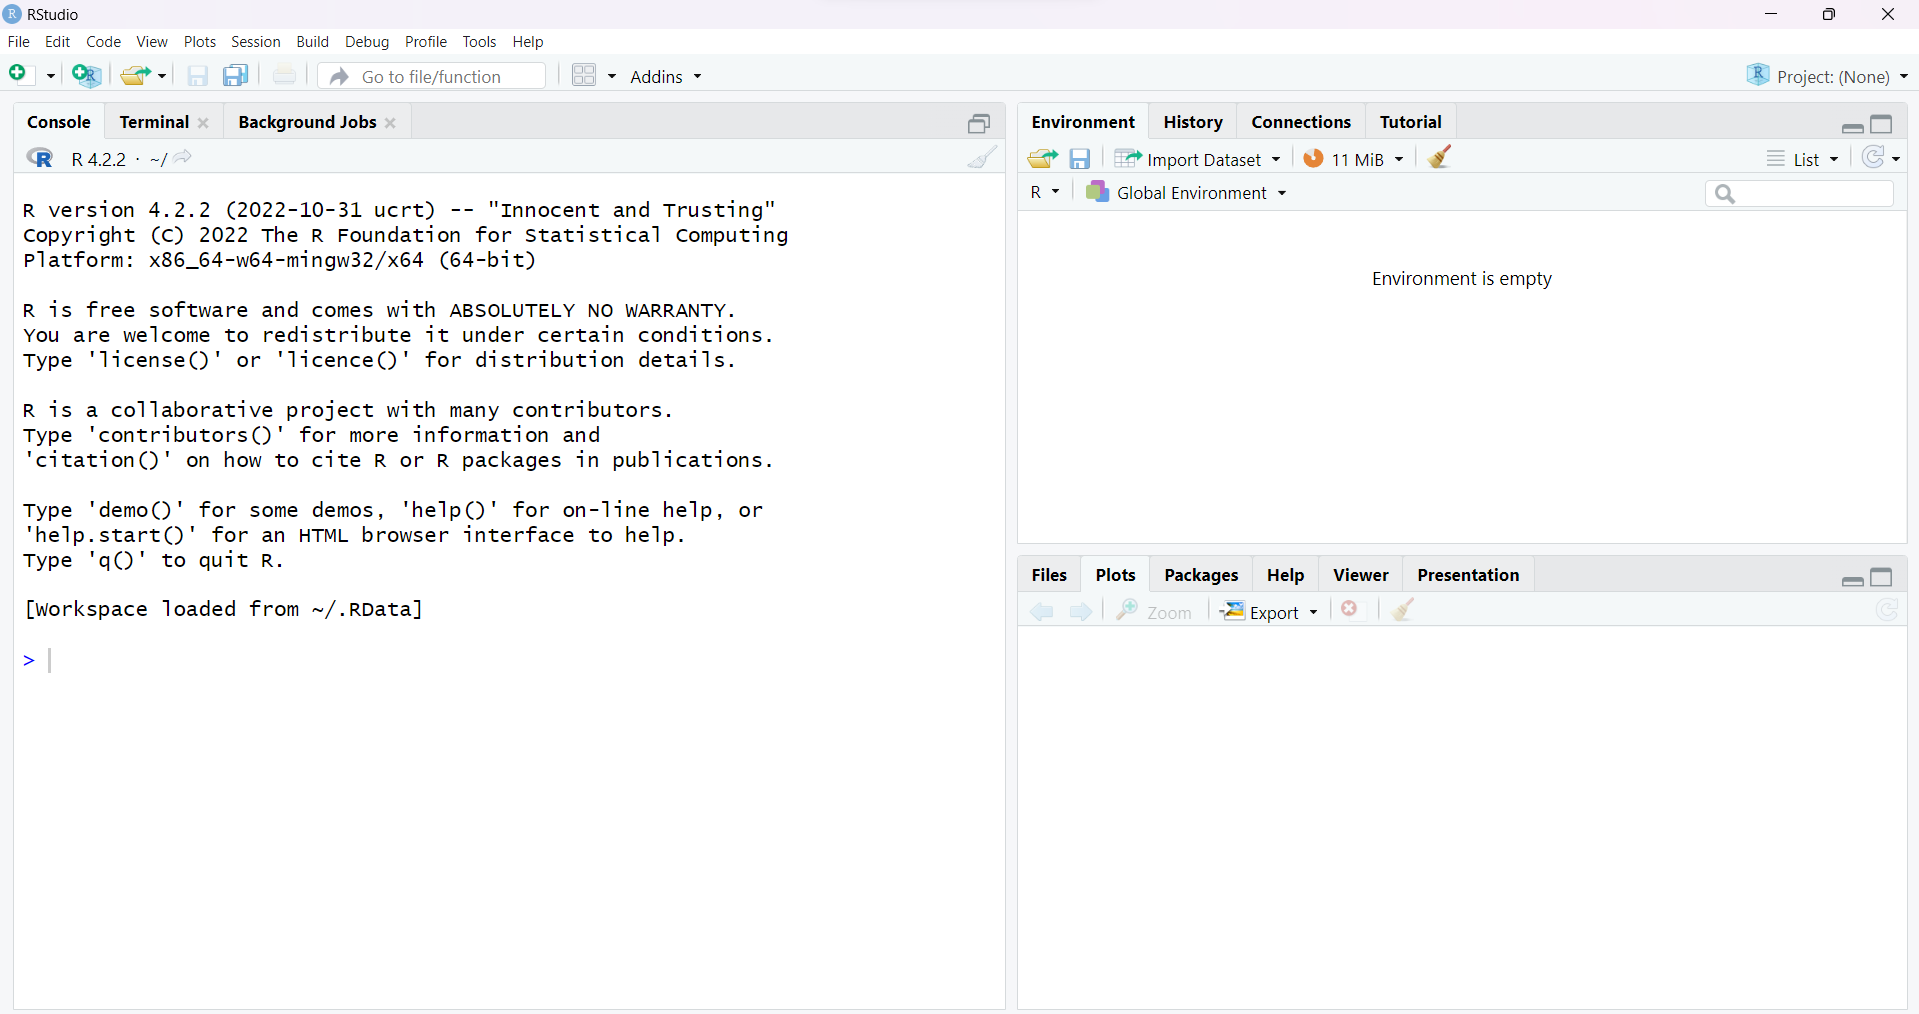 R RStudio
File Edit Code View Plots Session Build Debug Profile Tools Help
R Go to file/function Addins R Project: (None)
Console Terminal Background Jobs
R R 4.2.2 · ~/
R version 4.2.2 (2022-10-31 ucrt) -- "Innocent and Trusting"
Copyright (C) 2022 The R Foundation for Statistical Computing
Platform: x86_64-w64-mingw32/x64 (64-bit)
R is free software and comes with ABSOLUTELY NO WARRANTY.
You are welcome to redistribute it under certain conditions.
Type 'license()' or 'licence()' for distribution details.
R is a collaborative project with many contributors.
Type 'contributors()' for more information and
'citation()' on how to cite R or R packages in publications.
Type 'demo()' for some demos, 'help()' for on-line help, or
'help.start()' for an HTML browser interface to help.
Type 'q()' to quit R.
[Workspace loaded from ~/.RData]
>
Environment History Connections Tutorial
Import Dataset 11 MiB List
R Global Environment
Environment is empty
Files Plots Packages Help Viewer Presentation
Zoom Export